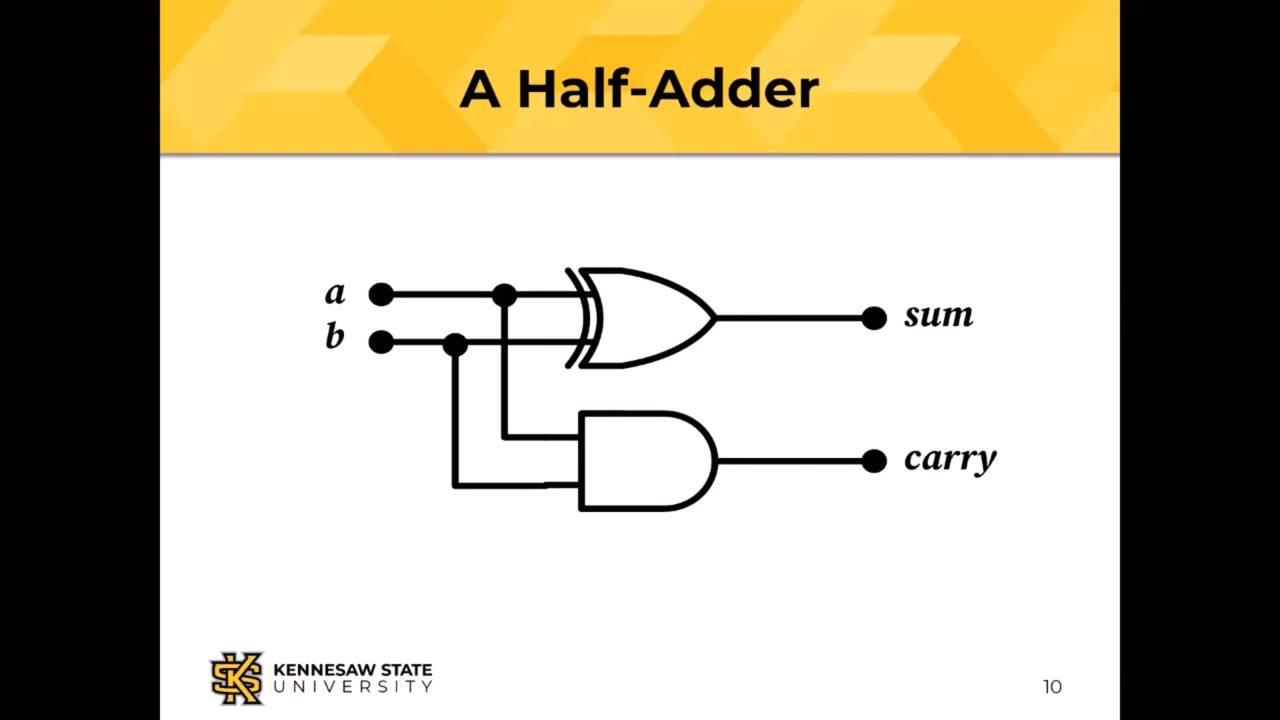 A Half-Adder
a
b
sum
carry
KENNESAW STATE
UNIVERSITY
10